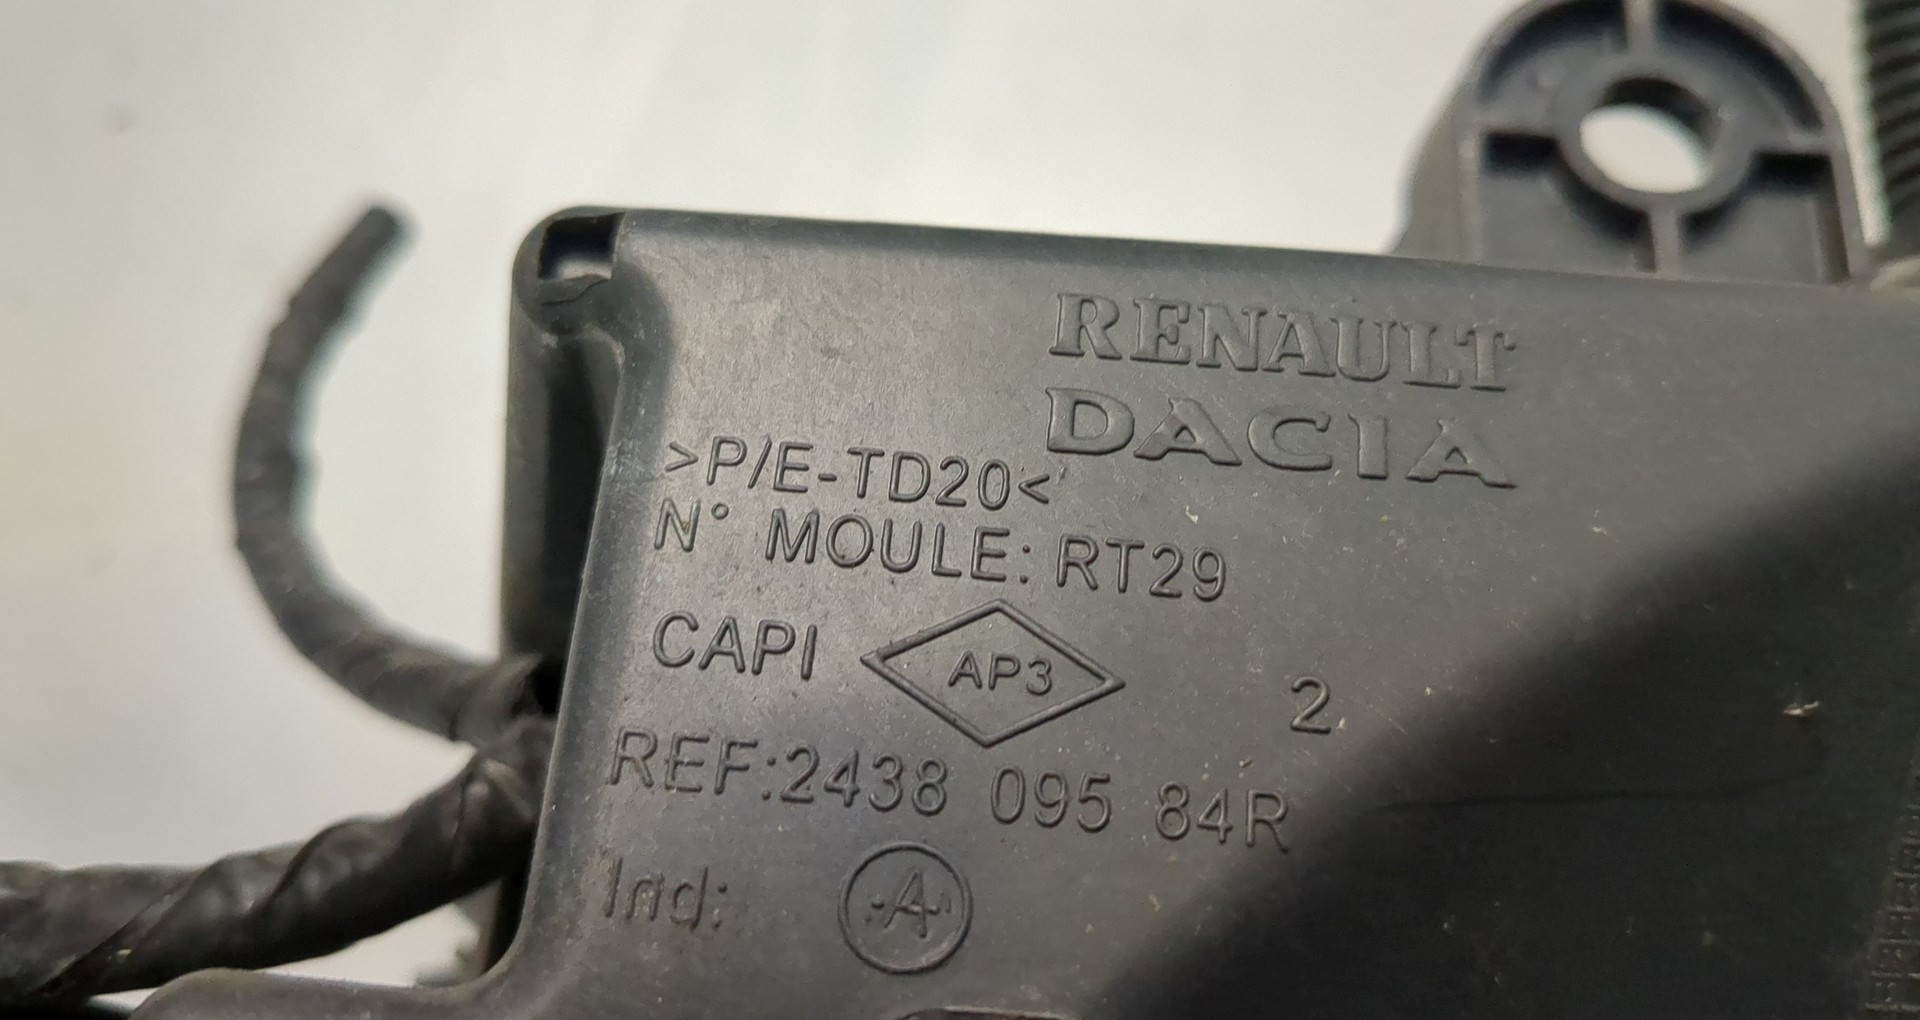 RENAULT
DACIA
>P/E-TD20<
N° MOULE: RT29
CAPI AP3 2
REF:2438 095 84R
Ind: A